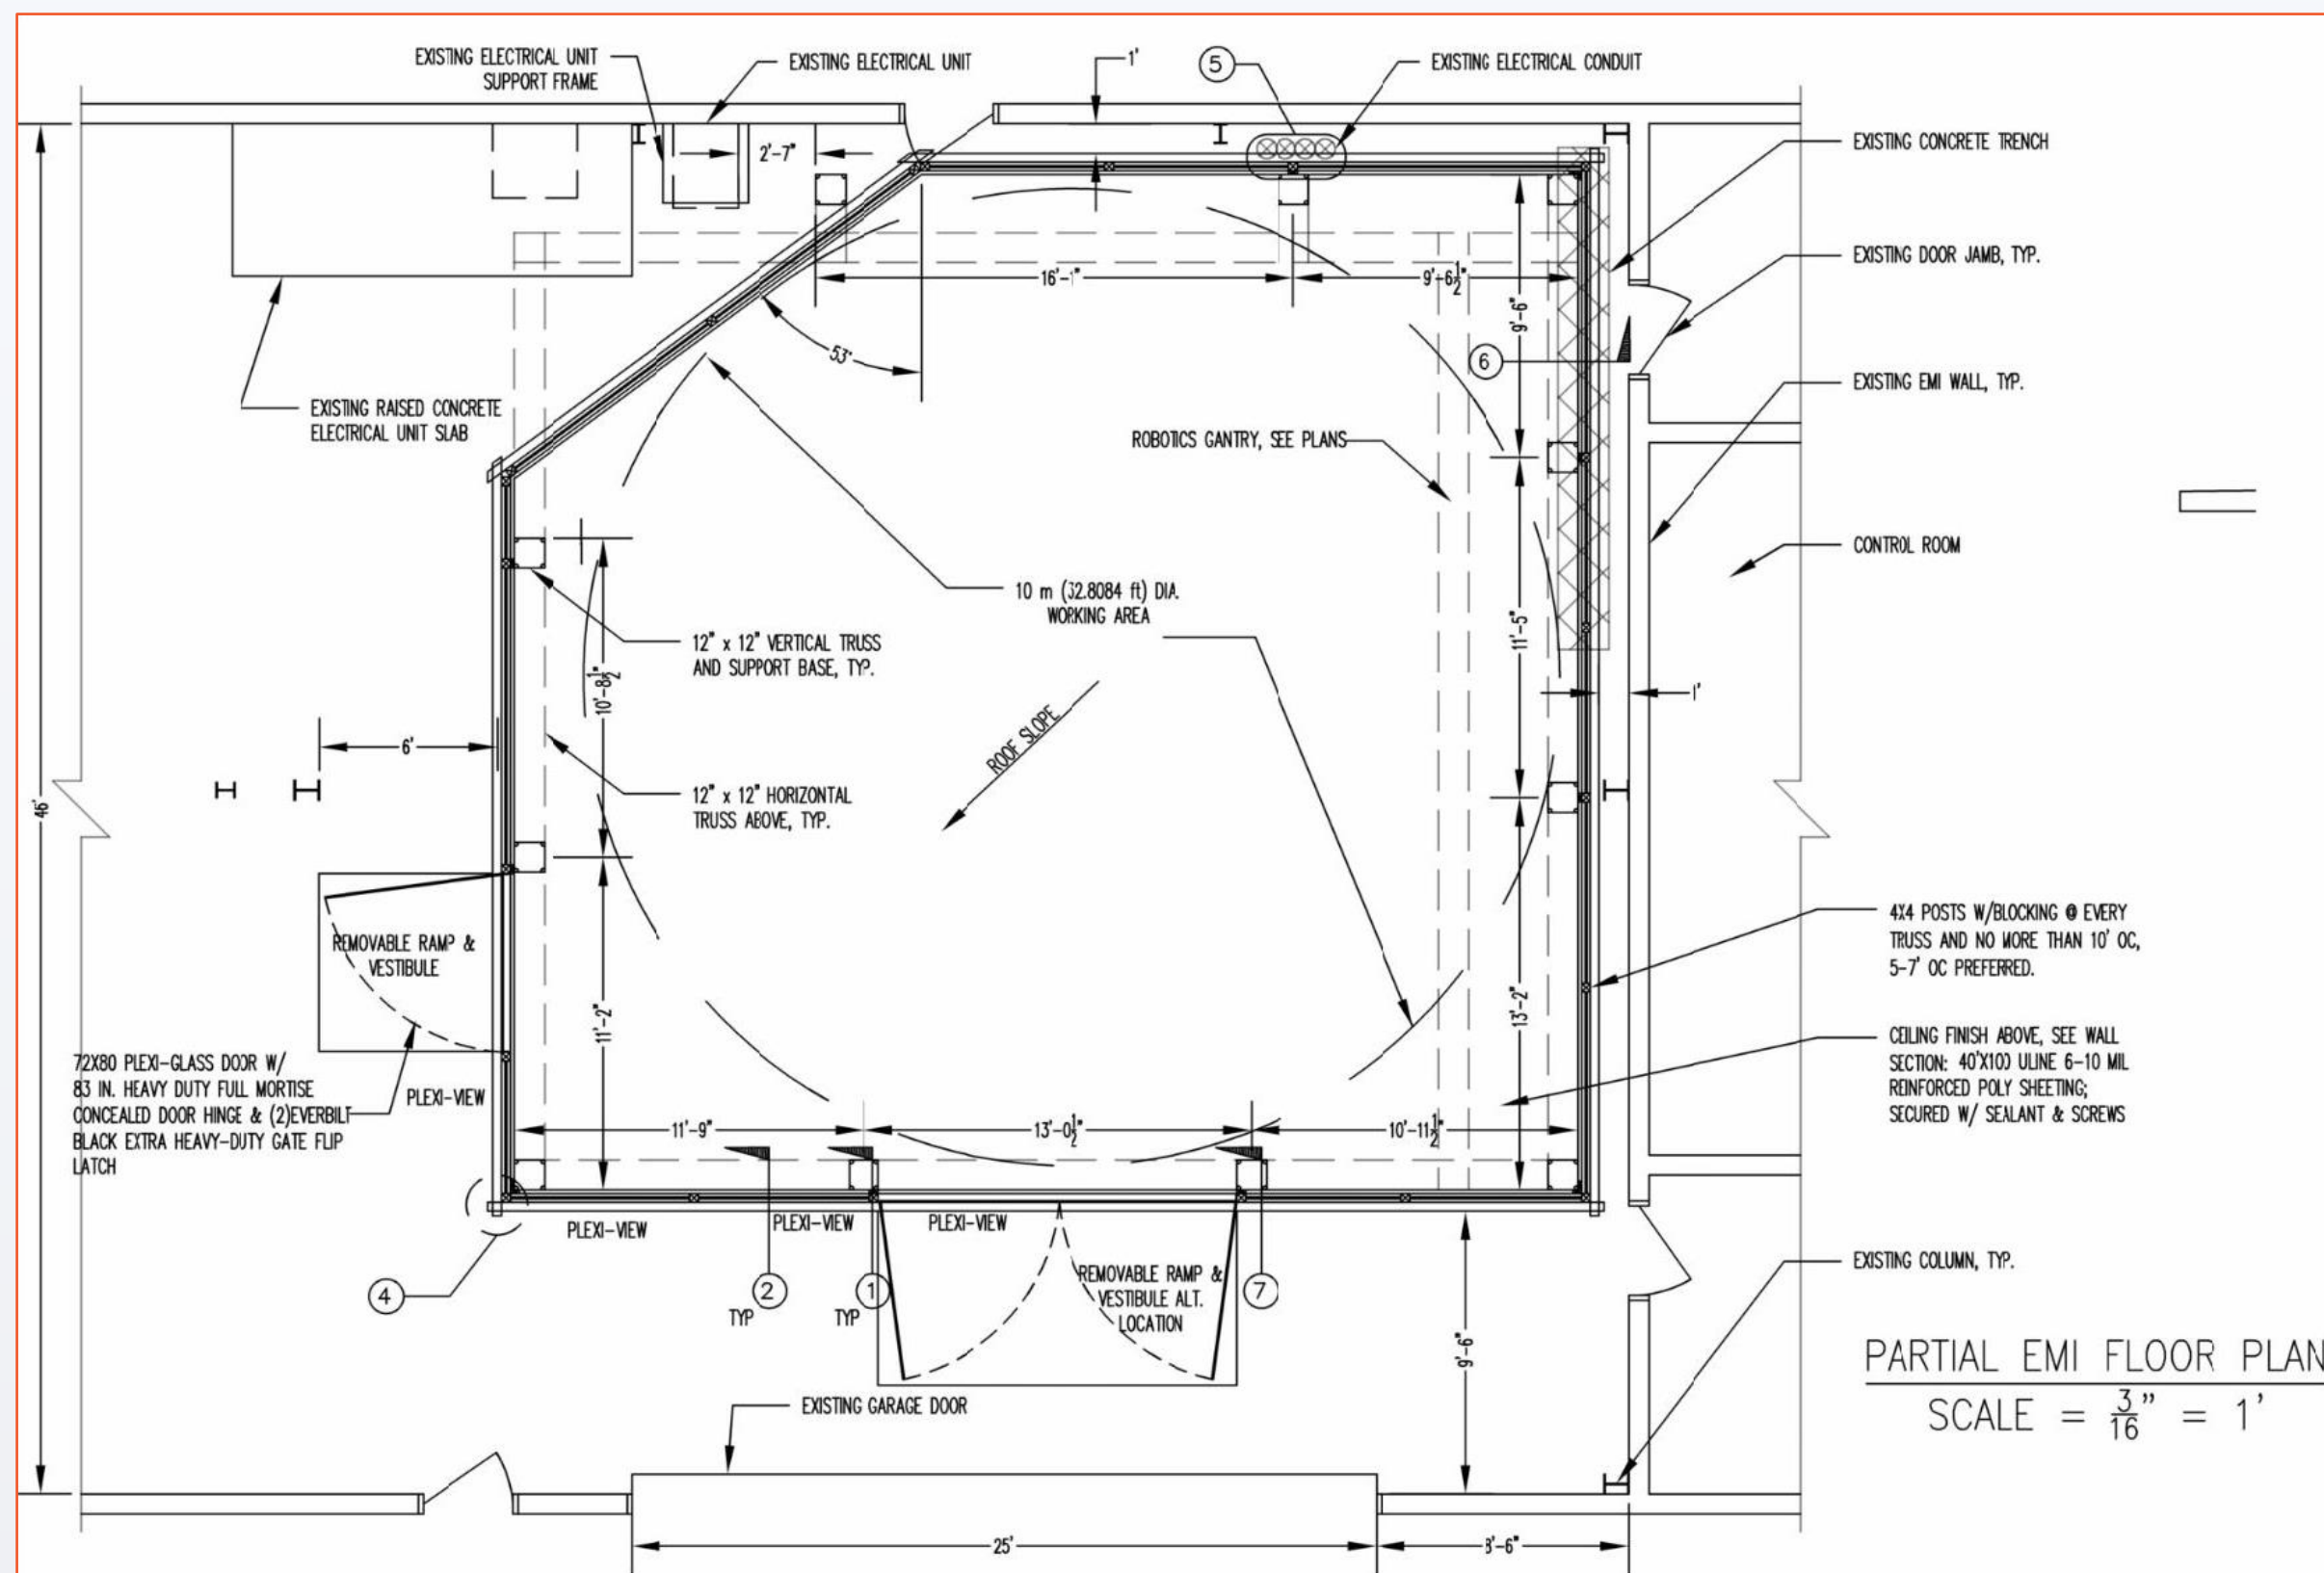 EXISTING ELECTRICAL UNIT
SUPPORT FRAME
EXISTING ELECTRICAL UNIT
1'
5
EXISTING ELECTRICAL CONDUIT
2'-7"
EXISTING CONCRETE TRENCH
EXISTING DOOR JAMB, TYP.
16'-1"
9'-6½"
9'-6"
53°
6
EXISTING EMI WALL, TYP.
EXISTING RAISED CONCRETE
ELECTRICAL UNIT SLAB
ROBOTICS GANTRY, SEE PLANS
CONTROL ROOM
10 m (32.8084 ft) DIA.
WORKING AREA
12" x 12" VERTICAL TRUSS
AND SUPPORT BASE, TYP.
10'-8½"
11'-5"
1'
ROOF SLOPE
6'
12" x 12" HORIZONTAL
TRUSS ABOVE, TYP.
46'
REMOVABLE RAMP &
VESTIBULE
4X4 POSTS W/BLOCKING @ EVERY
TRUSS AND NO MORE THAN 10' OC,
5-7' OC PREFERRED.
11'-2"
13'-2"
72X80 PLEXI-GLASS DOOR W/
83 IN. HEAVY DUTY FULL MORTISE
CONCEALED DOOR HINGE & (2)EVERBILT
BLACK EXTRA HEAVY-DUTY GATE FLIP
LATCH
PLEXI-VIEW
CEILING FINISH ABOVE, SEE WALL
SECTION: 40'X100 ULINE 6-10 MIL
REINFORCED POLY SHEETING;
SECURED W/ SEALANT & SCREWS
11'-9"
13'-0½"
10'-11½"
PLEXI-VIEW
PLEXI-VIEW
PLEXI-VIEW
4
2
TYP
1
TYP
REMOVABLE RAMP &
VESTIBULE ALT.
LOCATION
7
EXISTING COLUMN, TYP.
9'-6"
PARTIAL EMI FLOOR PLAN
SCALE = 3/16" = 1'
EXISTING GARAGE DOOR
25'
8'-6"